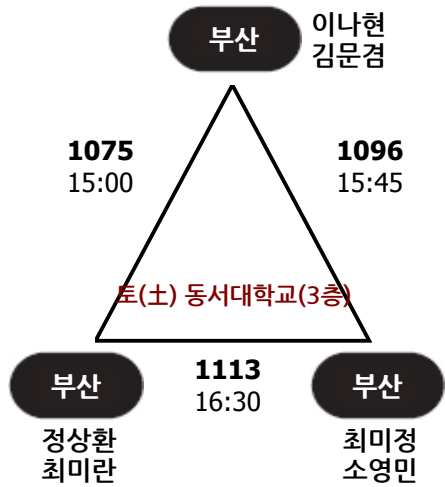 부산
이나현
김문겸
1075
15:00
1096
15:45
토(土) 동서대학교(3층)
부산
1113
16:30
부산
정상환
최미란
최미정
소영민